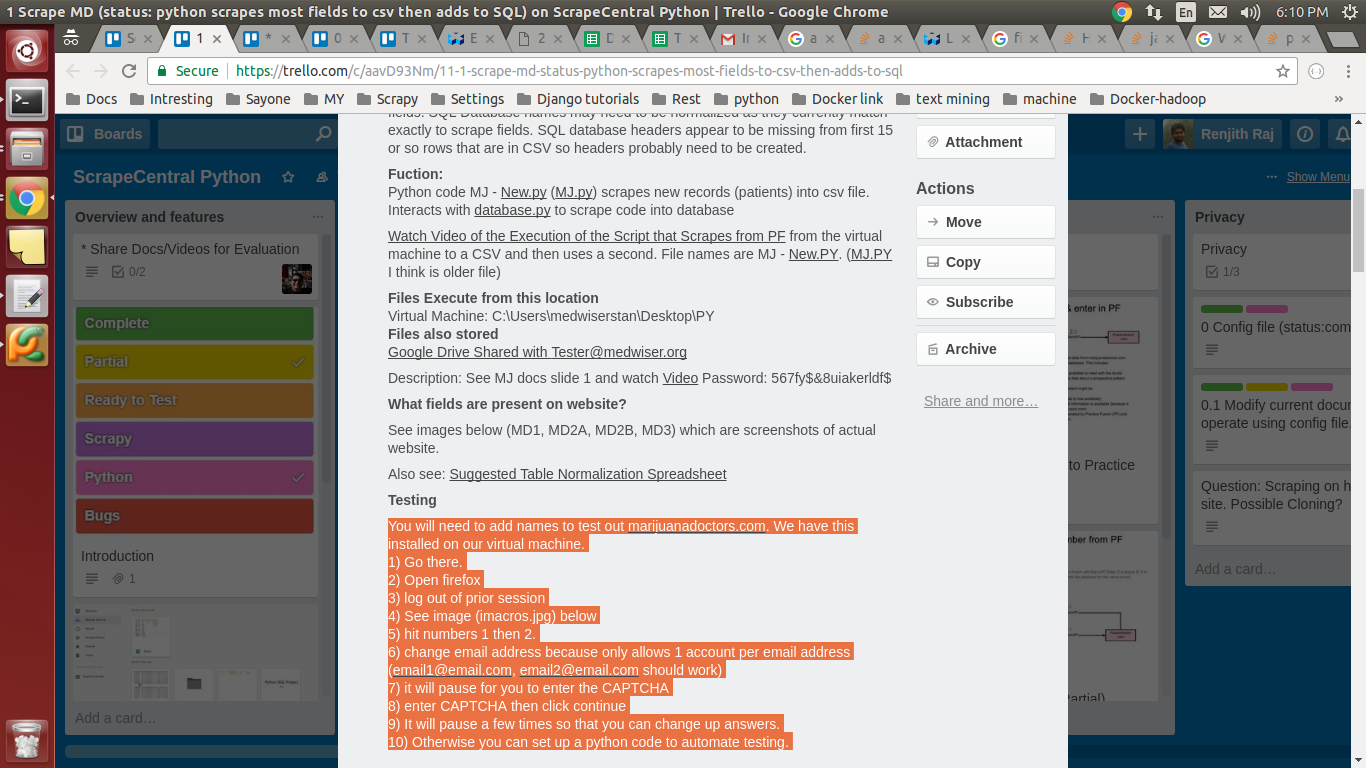 1 Scrape MD (status: python scrapes most fields to csv then adds to SQL) on ScrapeCentral Python | Trello - Google Chrome
En
6:10 PM
S
1
*
0
T
E
2
D
T
In
a
a
L
H
ja
W
p
Secure
https://trello.com/c/aavD93Nm/11-1-scrape-md-status-python-scrapes-most-fields-to-csv-then-adds-to-sql
Docs
Intresting
Sayone
MY
Scrapy
Settings
Django tutorials
Rest
python
Docker link
text mining
machine
Docker-hadoop
»
Boards
Renjith Raj
ScrapeCentral Python
Show Menu
Overview and features
* Share Docs/Videos for Evaluation
0/2
Complete
Partial
Ready to Test
Scrapy
Python
Bugs
Introduction
1
Add a card…
fields. SQL Database names may need to be normalized as they currently match
exactly to scrape fields. SQL database headers appear to be missing from first 15
or so rows that are in CSV so headers probably need to be created.
Fuction:
Python code MJ - New.py (MJ.py) scrapes new records (patients) into csv file.
Interacts with database.py to scrape code into database
Watch Video of the Execution of the Script that Scrapes from PF from the virtual
machine to a CSV and then uses a second. File names are MJ - New.PY. (MJ.PY
I think is older file)
Files Execute from this location
Virtual Machine: C:\Users\medwiserstan\Desktop\PY
Files also stored
Google Drive Shared with Tester@medwiser.org
Description: See MJ docs slide 1 and watch Video Password: 567fy$&8uiakerldf$
What fields are present on website?
See images below (MD1, MD2A, MD2B, MD3) which are screenshots of actual
website.
Also see: Suggested Table Normalization Spreadsheet
Testing
You will need to add names to test out marijuanadoctors.com. We have this
installed on our virtual machine.
1) Go there.
2) Open firefox
3) log out of prior session
4) See image (imacros.jpg) below
5) hit numbers 1 then 2.
6) change email address because only allows 1 account per email address
(email1@email.com, email2@email.com should work)
7) it will pause for you to enter the CAPTCHA
8) enter CAPTCHA then click continue
9) It will pause a few times so that you can change up answers.
10) Otherwise you can set up a python code to automate testing.
Attachment
Actions
Move
Copy
Subscribe
Archive
Share and more…
& enter in PF
to Practice
mber from PF
Partial)
Privacy
Privacy
1/3
0 Config file (status:com
0.1 Modify current docu
operate using config file.
Question: Scraping on h
site. Possible Cloning?
Add a card…